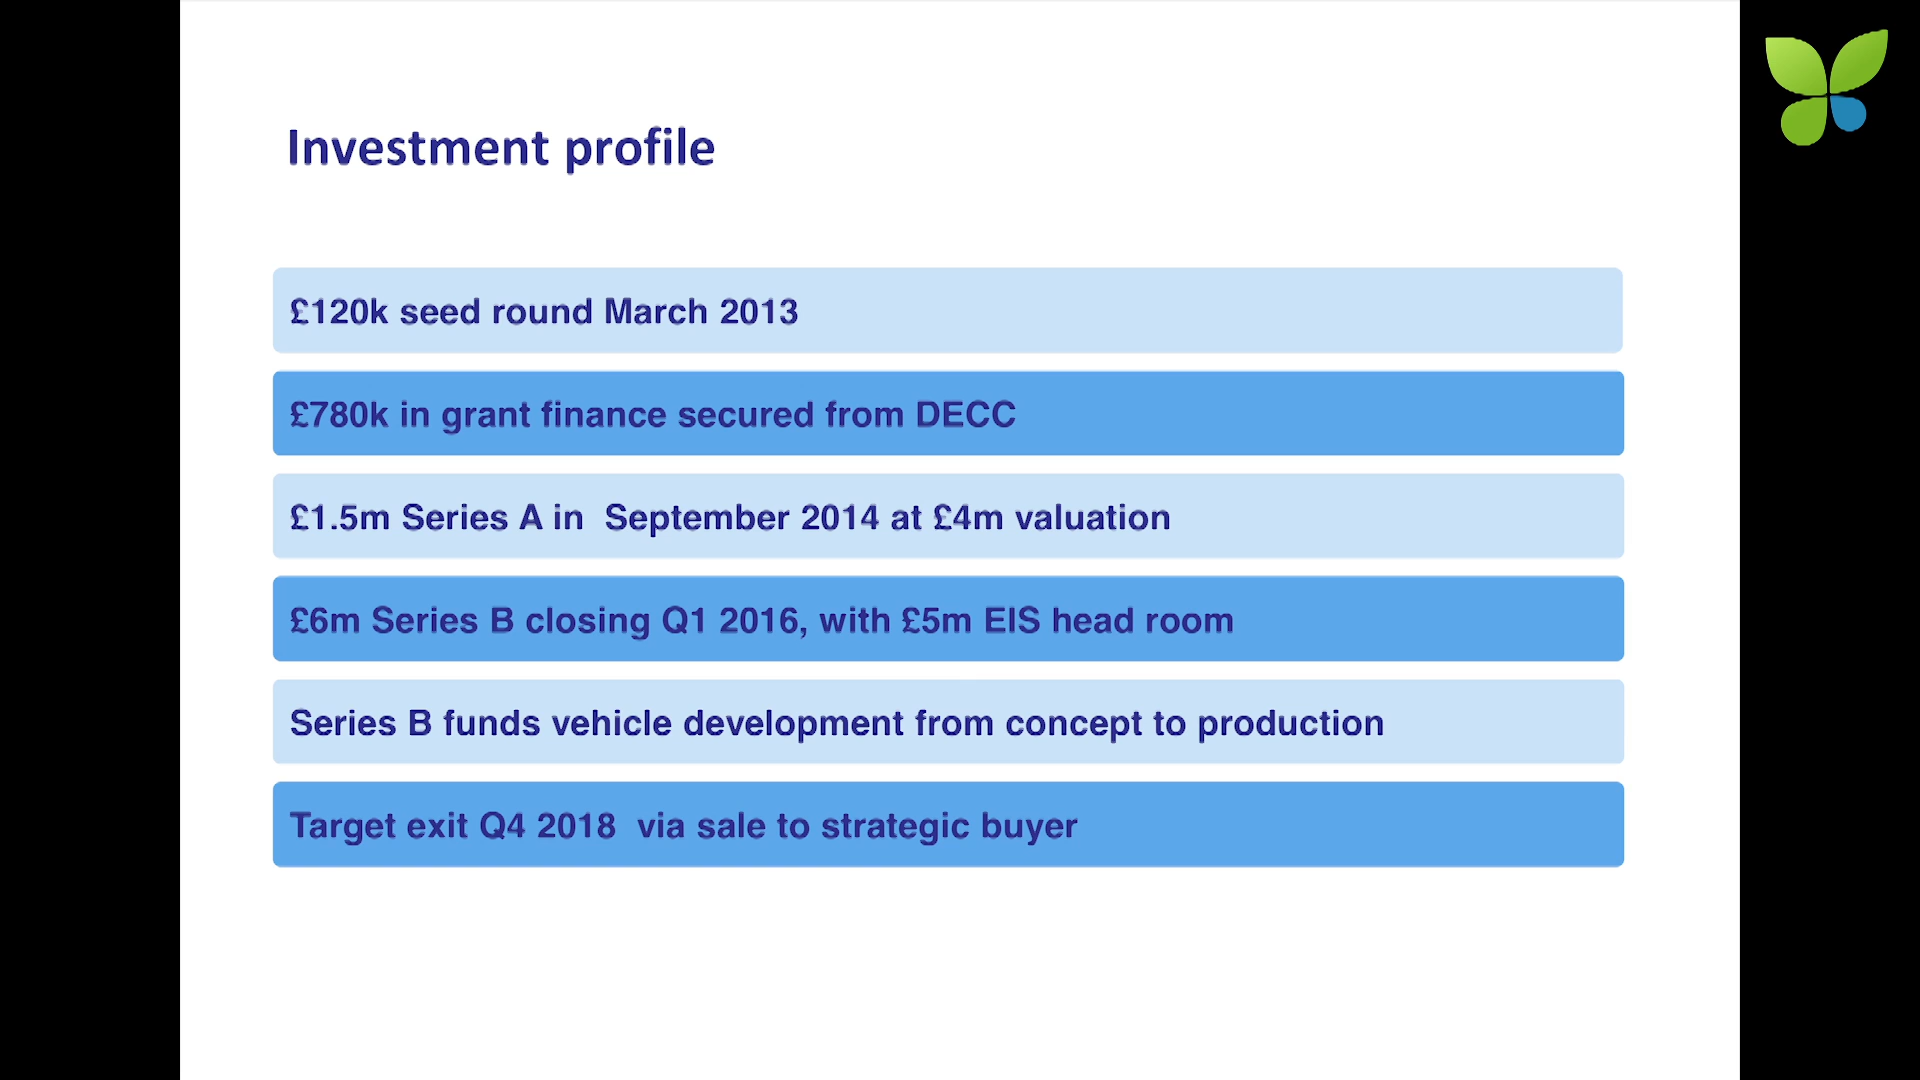 Investment profile
£120k seed round March 2013
£780k in grant finance secured from DECC
£1.5m Series A in  September 2014 at £4m valuation
£6m Series B closing Q1 2016, with £5m EIS head room
Series B funds vehicle development from concept to production
Target exit Q4 2018  via sale to strategic buyer